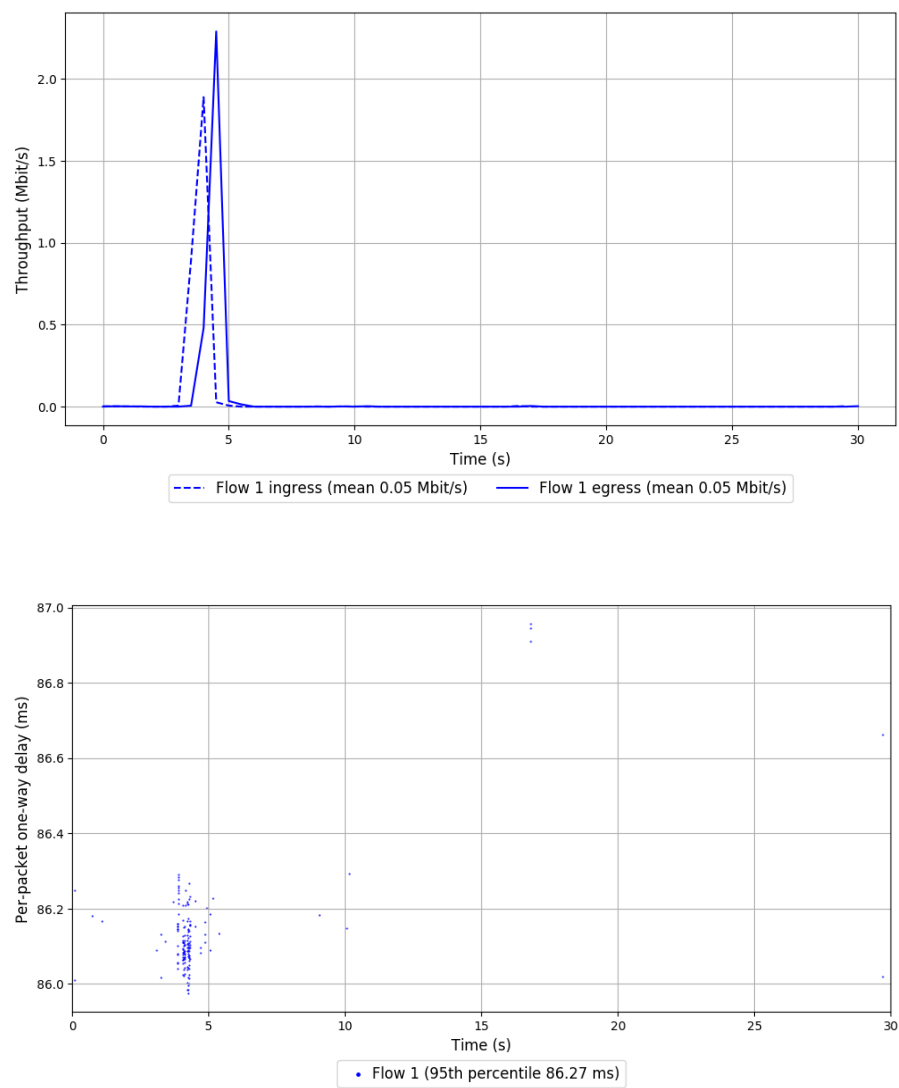 Throughput (Mbit/s)
2.0
1.5
1.0
0.5
0.0
0 5 10 15 20 25 30
Time (s)
Flow 1 ingress (mean 0.05 Mbit/s) Flow 1 egress (mean 0.05 Mbit/s)
Per-packet one-way delay (ms)
87.0
86.8
86.6
86.4
86.2
86.0
0 5 10 15 20 25 30
Time (s)
Flow 1 (95th percentile 86.27 ms)